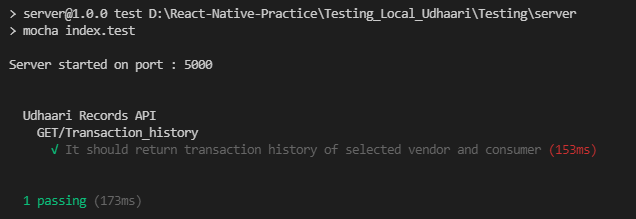 > server@1.0.0 test D:\React-Native-Practice\Testing_Local_Udhaari\Testing\server
> mocha index.test
Server started on port : 5000
Udhaari Records API
GET/Transaction_history
√ It should return transaction history of selected vendor and consumer (153ms)
1 passing (173ms)